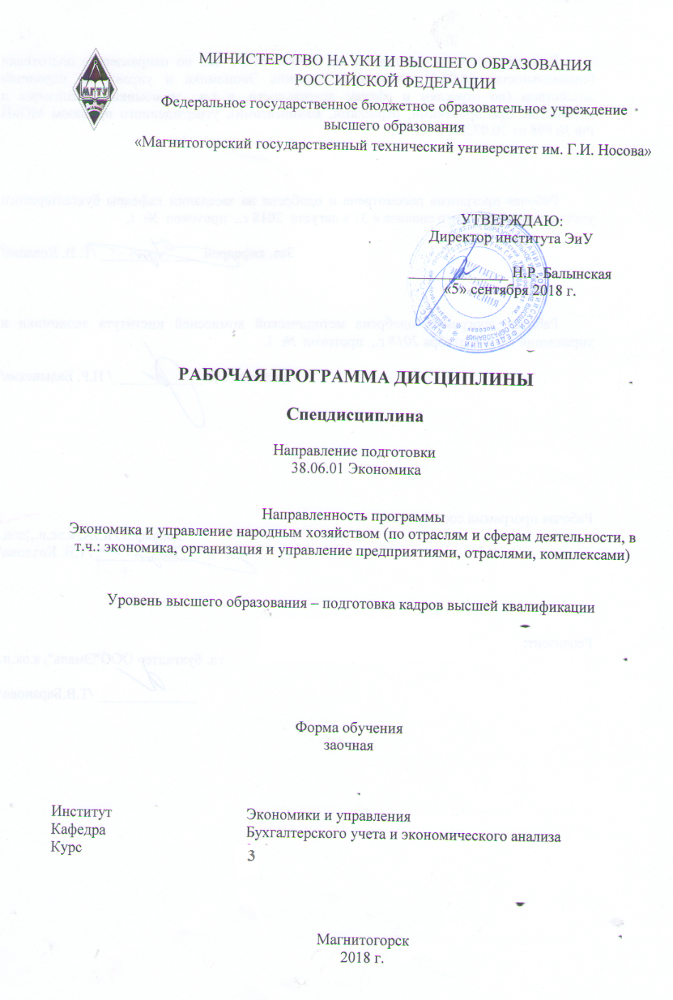 МИНИСТЕРСТВО НАУКИ И ВЫСШЕГО ОБРАЗОВАНИЯ
РОССИЙСКОЙ ФЕДЕРАЦИИ
Федеральное государственное бюджетное образовательное учреждение
высшего образования
«Магнитогорский государственный технический университет им. Г.И. Носова»
МГТУ
УТВЕРЖДАЮ:
Директор института ЭиУ
Н.Р. Балынская
«5» сентября 2018 г.
РАБОЧАЯ ПРОГРАММА ДИСЦИПЛИНЫ
Спецдисциплина
Направление подготовки
38.06.01 Экономика
Направленность программы
Экономика и управление народным хозяйством (по отраслям и сферам деятельности, в
т.ч.: экономика, организация и управление предприятиями, отраслями, комплексами)
Уровень высшего образования – подготовка кадров высшей квалификации
Форма обучения
заочная
Институт Экономики и управления
Кафедра Бухгалтерского учета и экономического анализа
Курс 3
Магнитогорск
2018 г.